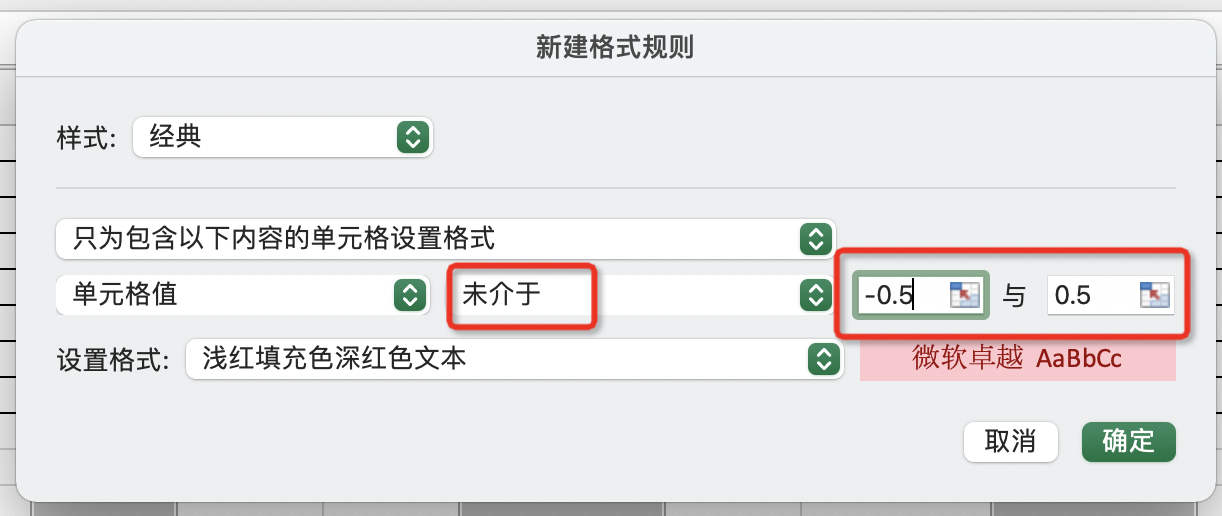 新建格式规则
样式: 经典
只为包含以下内容的单元格设置格式
单元格值 未介于 -0.5 与 0.5
设置格式: 浅红填充色深红色文本 微软卓越 AaBbCc
取消 确定